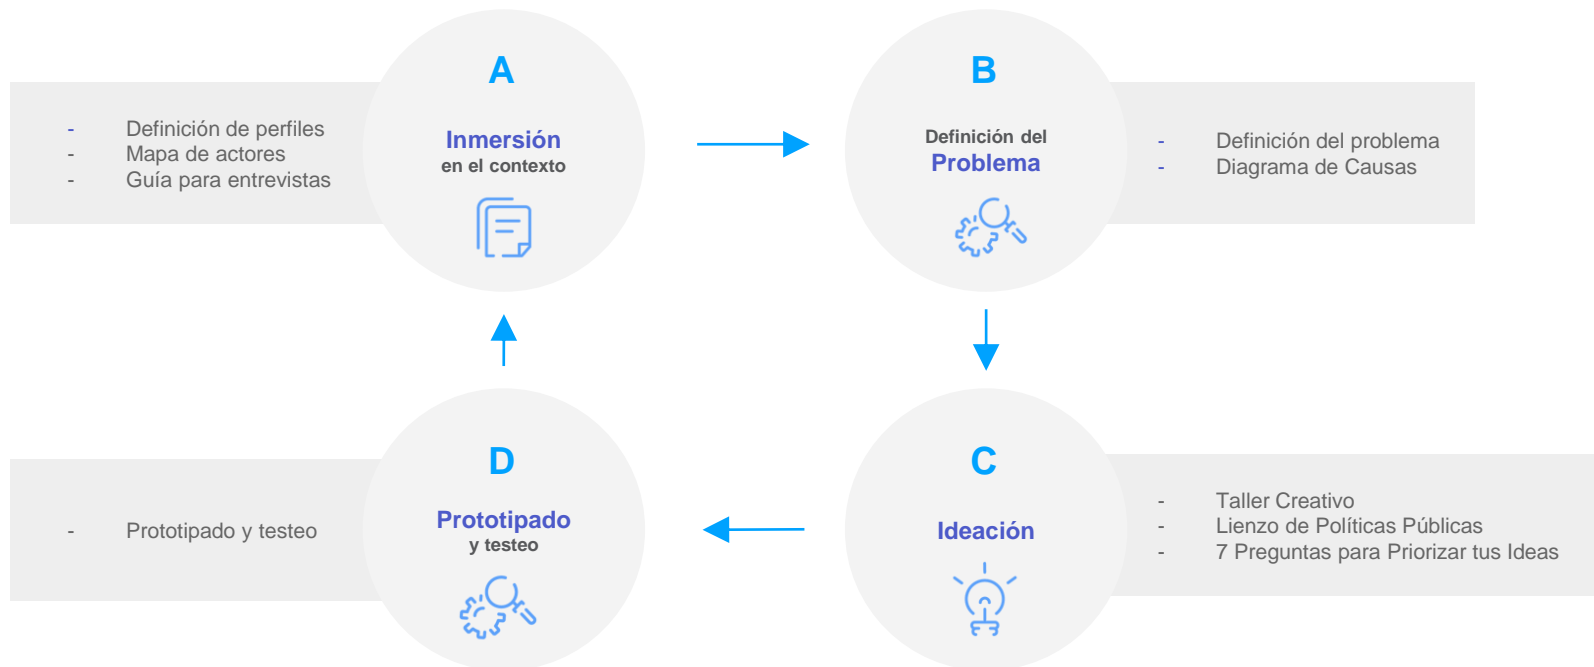 A
Inmersión
en el contexto
- Definición de perfiles
- Mapa de actores
- Guía para entrevistas
B
Definición del
Problema
- Definición del problema
- Diagrama de Causas
C
Ideación
- Taller Creativo
- Lienzo de Políticas Públicas
- 7 Preguntas para Priorizar tus Ideas
D
Prototipado
y testeo
- Prototipado y testeo